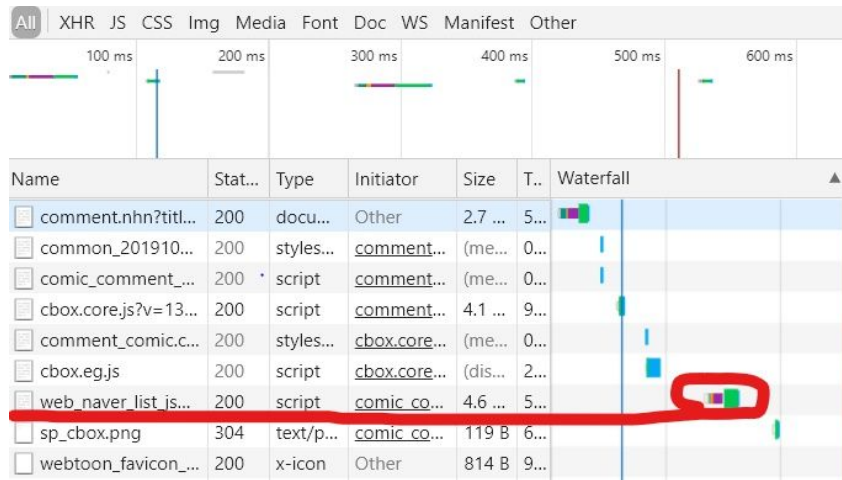 All XHR JS CSS Img Media Font Doc WS Manifest Other
100 ms 200 ms 300 ms 400 ms 500 ms 600 ms
Name Stat... Type Initiator Size T.. Waterfall
comment.nhn?titl... 200 docu... Other 2.7 ... 5...
common_201910... 200 styles... comment... (me... 0...
comic_comment_... 200 script comment... (me... 0...
cbox.core.js?v=13... 200 script comment... 4.1 ... 9...
comment_comic.c... 200 styles... cbox.core... (me... 0...
cbox.eg.js 200 script cbox.core... (dis... 2...
web_naver_list_js... 200 script comic_co... 4.6 ... 5...
sp_cbox.png 304 text/p... comic_co... 119 B 6...
webtoon_favicon_... 200 x-icon Other 814 B 9...